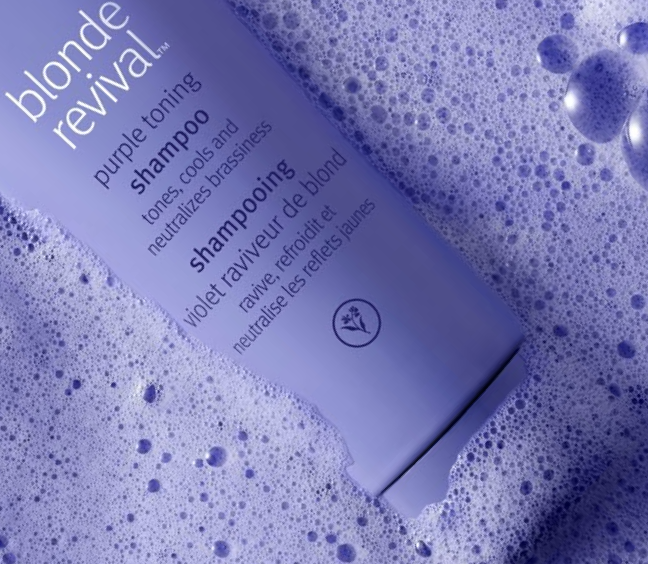 blonde
revival™
purple toning
shampoo
tones, cools and
neutralizes brassiness
shampooing
violet raviveur de blond
ravive, refroidit et
neutralise les reflets jaunes